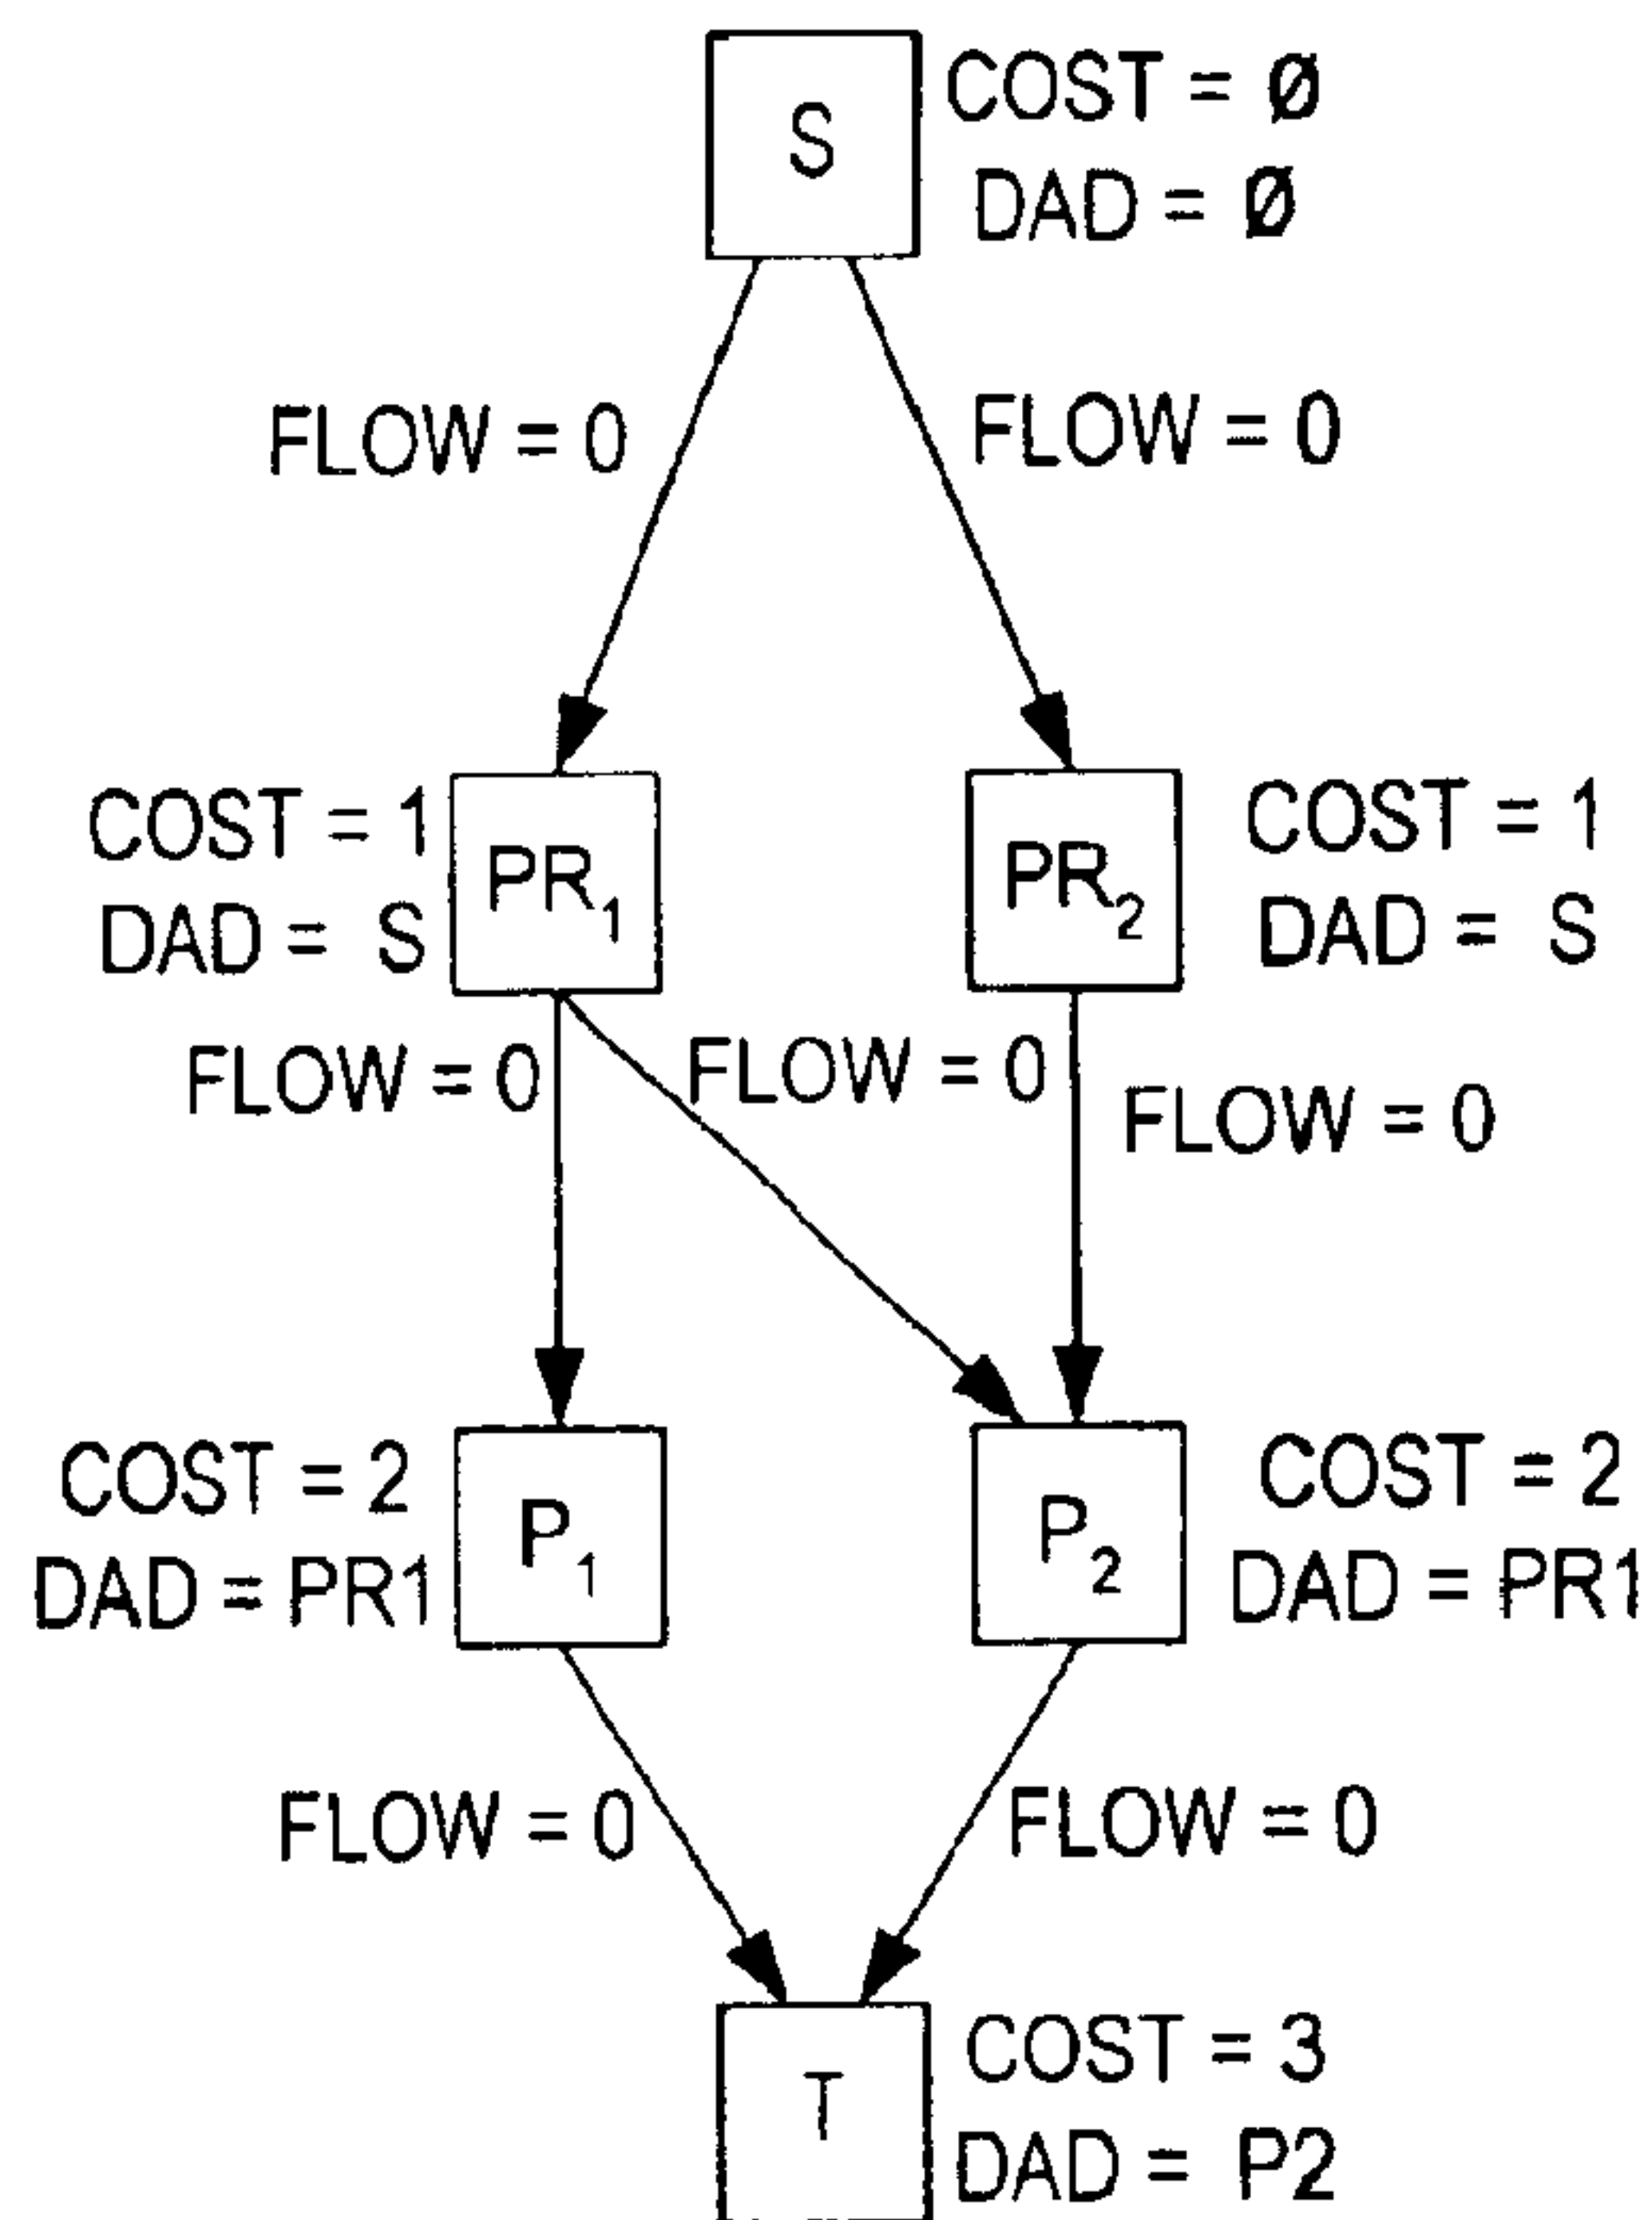 S
COST = Ø
DAD = Ø
FLOW = 0
FLOW = 0
COST = 1
DAD = S
PR₁
PR₂
COST = 1
DAD = S
FLOW = 0
FLOW = 0
FLOW = 0
COST = 2
DAD = PR1
P₁
P₂
COST = 2
DAD = PR1
FLOW = 0
FLOW = 0
T
COST = 3
DAD = P2